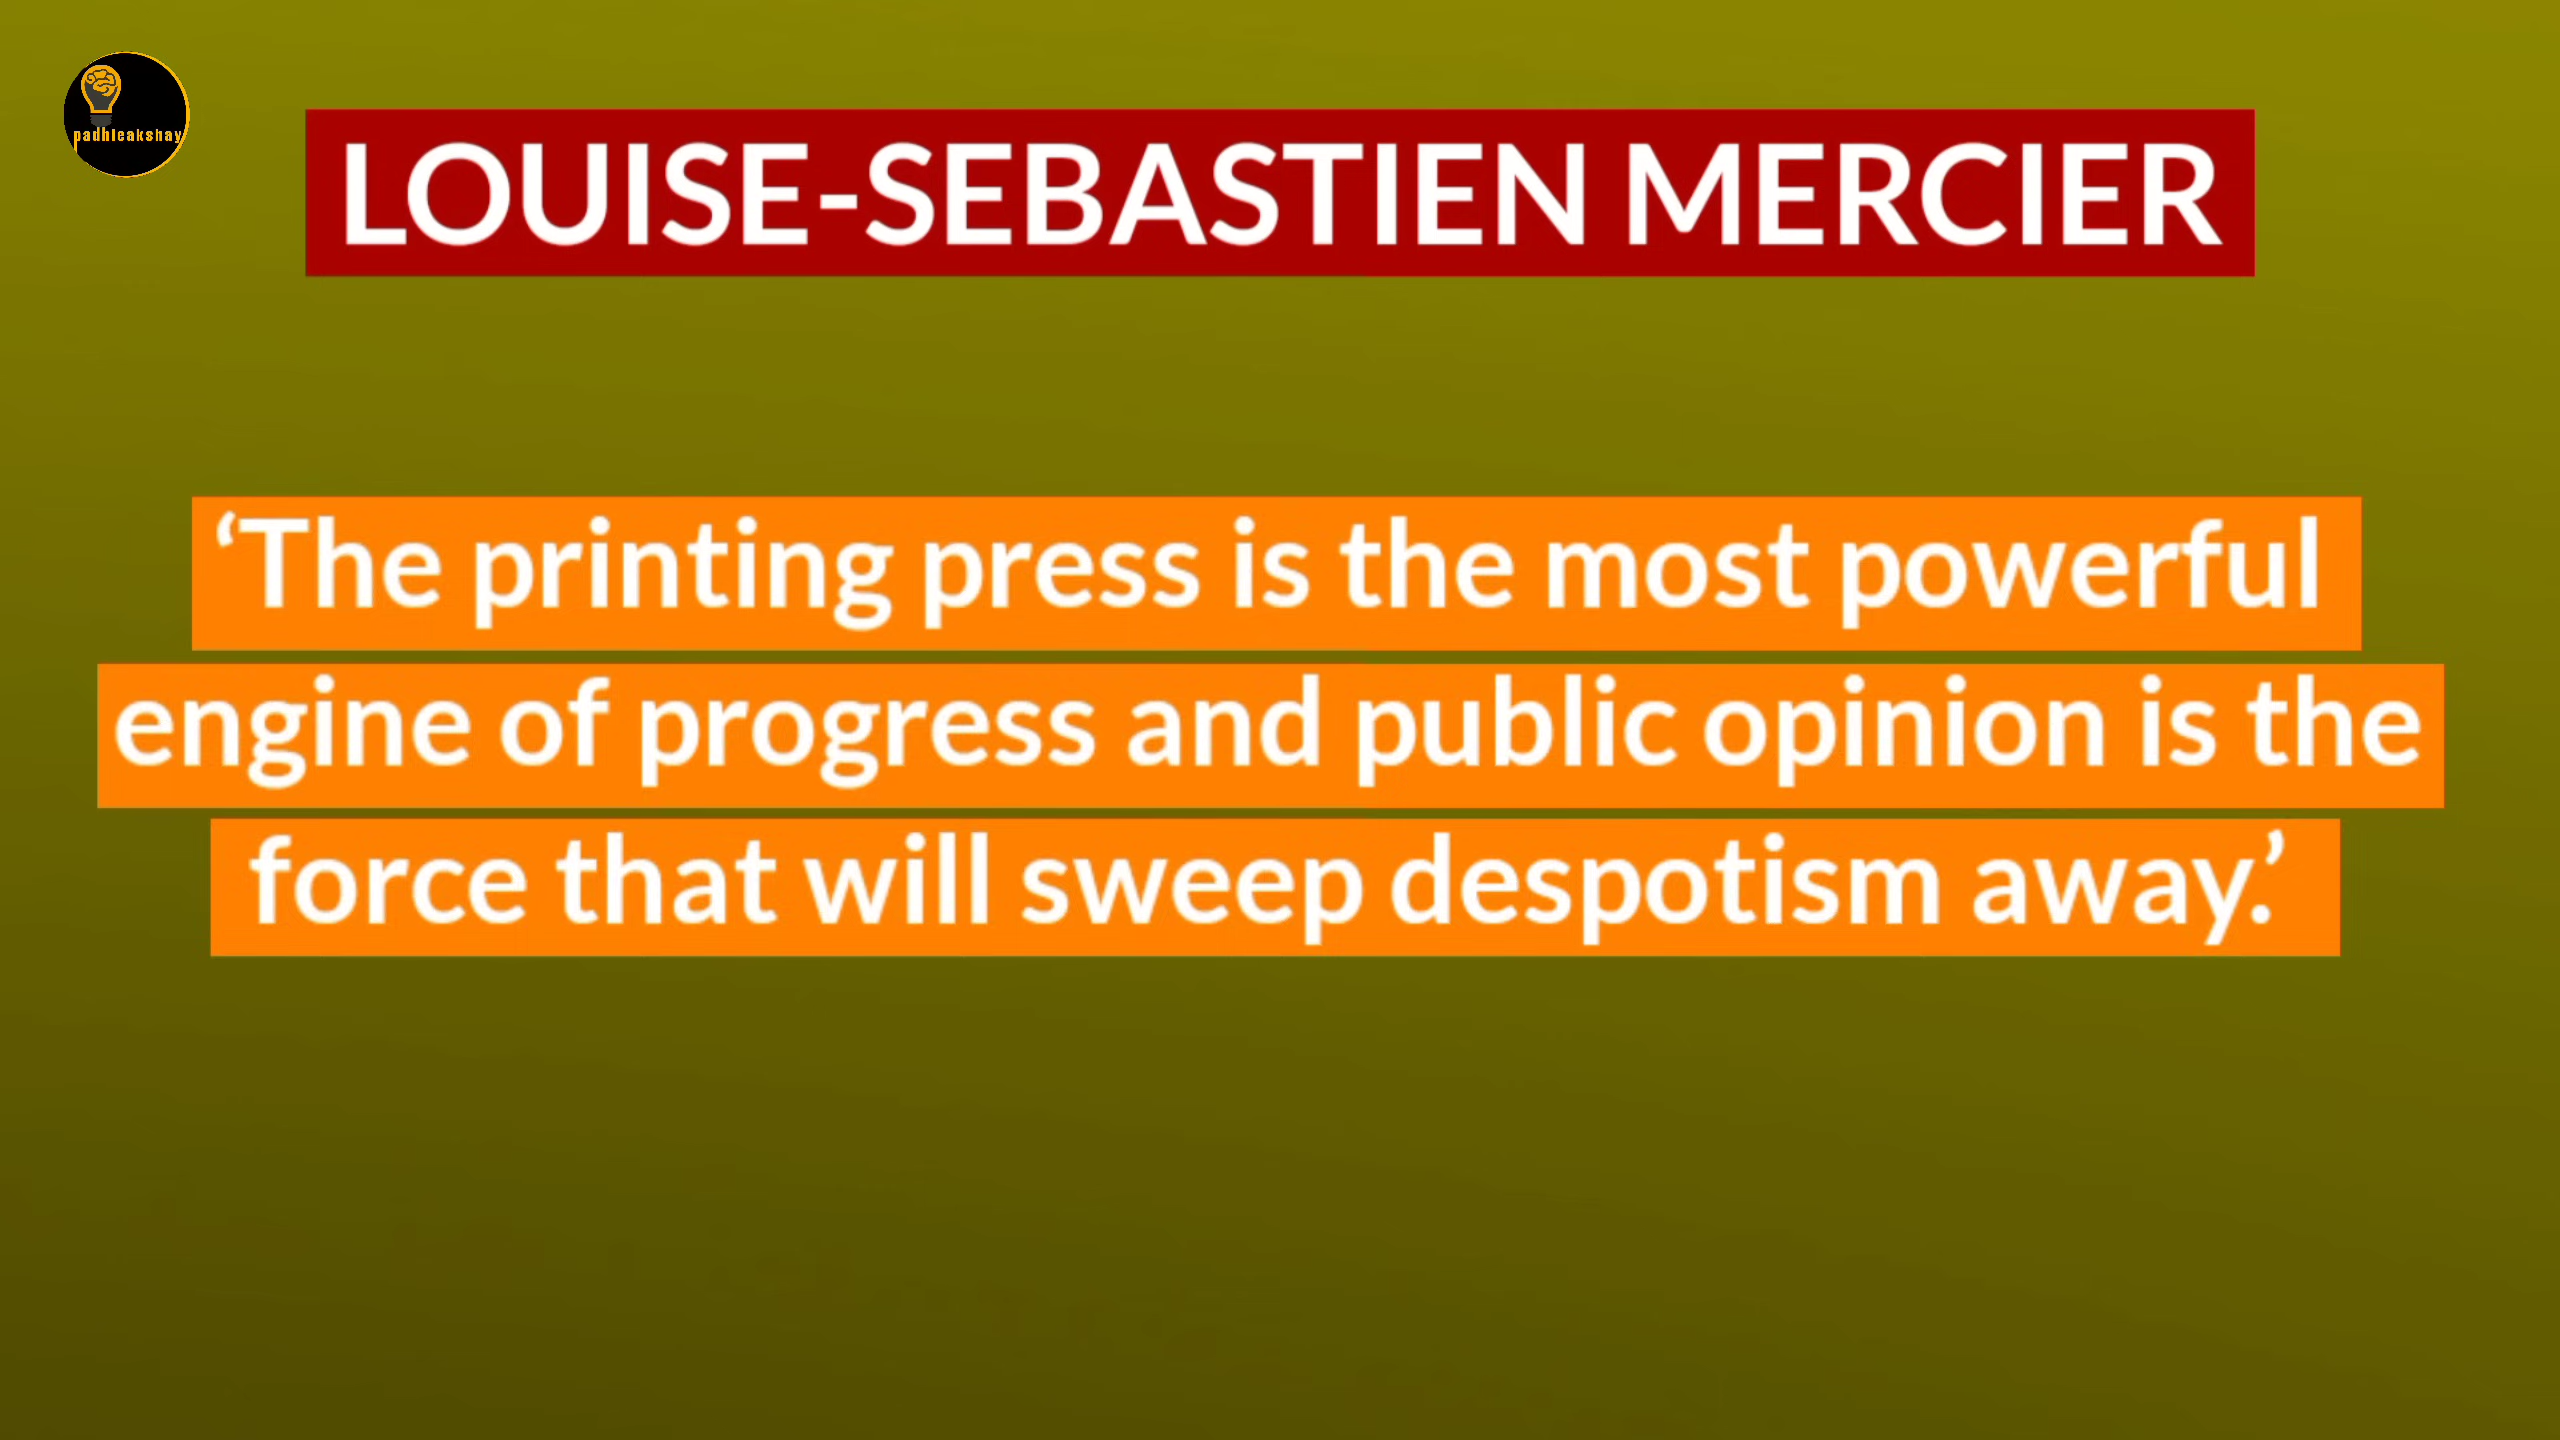 padhleakshay
LOUISE-SEBASTIEN MERCIER
‘The printing press is the most powerful
engine of progress and public opinion is the
force that will sweep despotism away.’